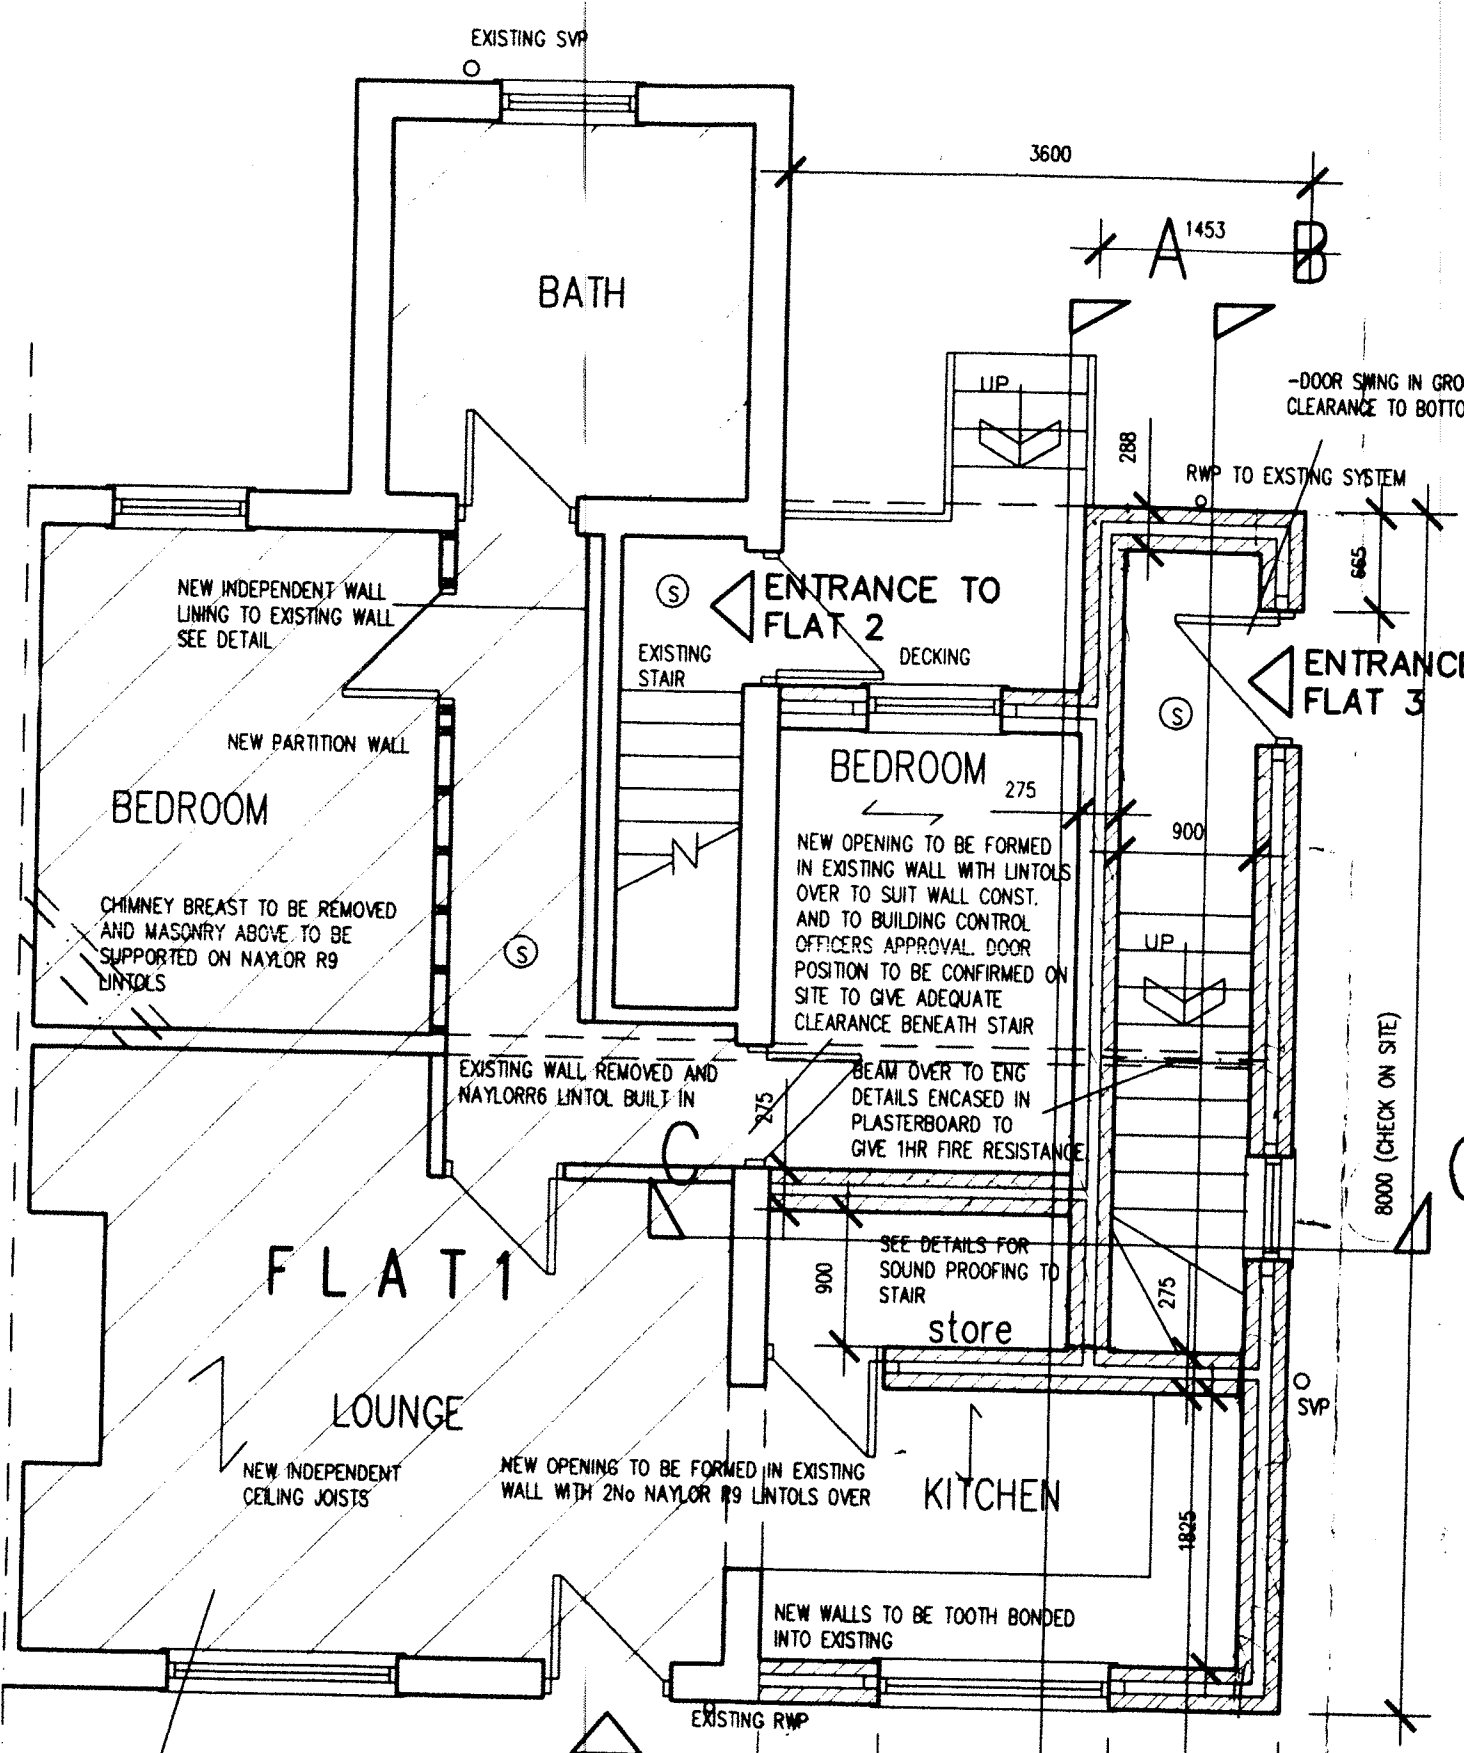 EXISTING SVP
3600
A
1453
B
BATH
UP
-DOOR SWING IN GRO
CLEARANCE TO BOTTO
288
RWP TO EXSTING SYSTEM
665
NEW INDEPENDENT WALL
LINING TO EXISTING WALL
SEE DETAIL
S
ENTRANCE TO
FLAT 2
EXISTING
STAIR
DECKING
ENTRANCE
FLAT 3
S
NEW PARTITION WALL
BEDROOM
BEDROOM
275
900
NEW OPENING TO BE FORMED
IN EXISTING WALL WITH LINTOLS
OVER TO SUIT WALL CONST.
AND TO BUILDING CONTROL
OFFICERS APPROVAL. DOOR
POSITION TO BE CONFIRMED ON
SITE TO GIVE ADEQUATE
CLEARANCE BENEATH STAIR
N
CHIMNEY BREAST TO BE REMOVED
AND MASONRY ABOVE TO BE
SUPPORTED ON NAYLOR R9
LINTOLS
S
UP
8000 (CHECK ON SITE)
EXISTING WALL REMOVED AND
NAYLORR6 LINTOL BUILT IN
275
BEAM OVER TO ENG
DETAILS ENCASED IN
PLASTERBOARD TO
GIVE 1HR FIRE RESISTANCE
C
C
FLAT1
900
SEE DETAILS FOR
SOUND PROOFING TO
STAIR
275
store
LOUNGE
SVP
NEW INDEPENDENT
CEILING JOISTS
NEW OPENING TO BE FORMED IN EXISTING
WALL WITH 2No NAYLOR R9 LINTOLS OVER
KITCHEN
1825
NEW WALLS TO BE TOOTH BONDED
INTO EXISTING
EXISTING RWP